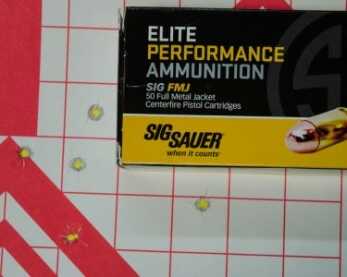 ELITE
PERFORMANCE
AMMUNITION
SIG FMJ
50 Full Metal Jacket
Centerfire Pistol Cartridges
SIG SAUER
when it counts